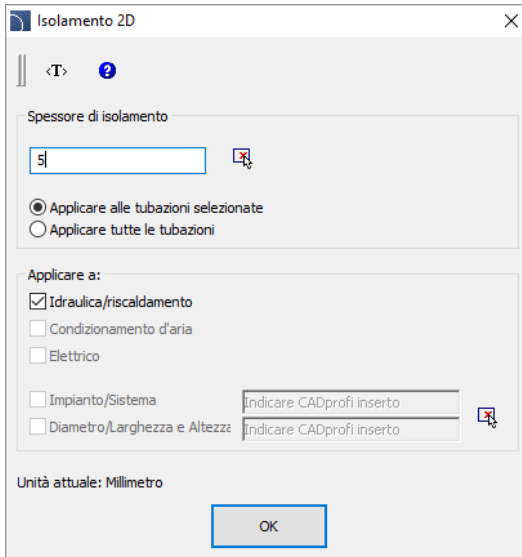 Isolamento 2D
<T>
Spessore di isolamento
5
Applicare alle tubazioni selezionate
Applicare tutte le tubazioni
Applicare a:
Idraulica/riscaldamento
Condizionamento d'aria
Elettrico
Impianto/Sistema Indicare CADprofi inserto
Diametro/Larghezza e Altezza Indicare CADprofi inserto
Unità attuale: Millimetro
OK